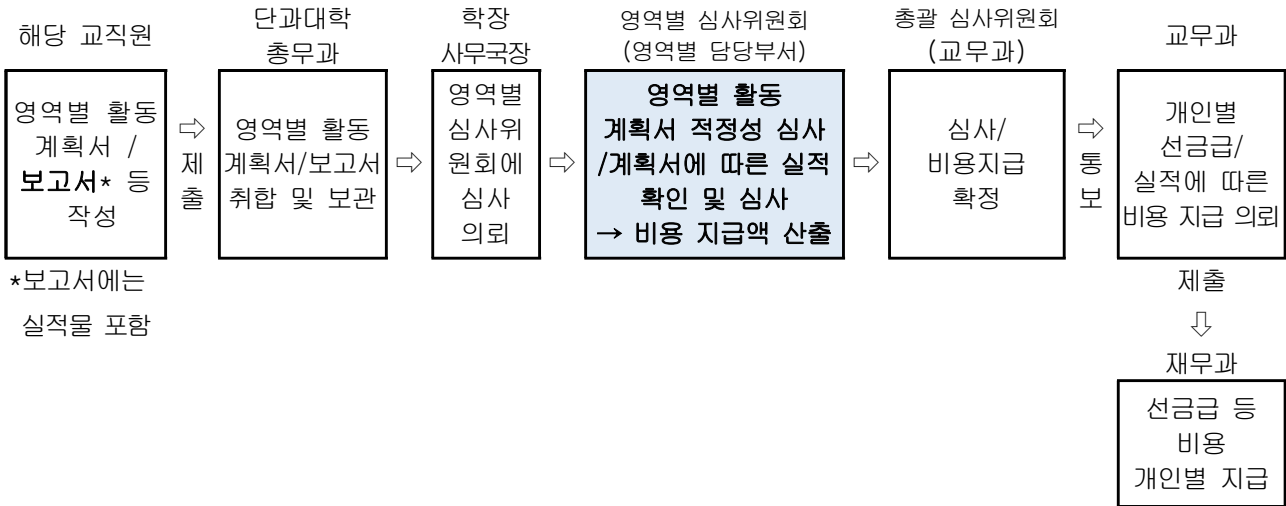 해당 교직원
영역별 활동
계획서 /
보고서* 등
작성
*보고서에는
실적물 포함
⇨
제
출
단과대학
총무과
영역별 활동
계획서/보고서
취합 및 보관
⇨
학장
사무국장
영역별
심사위
원회에
심사
의뢰
⇨
영역별 심사위원회
(영역별 담당부서)
영역별 활동
계획서 적정성 심사
/계획서에 따른 실적
확인 및 심사
→ 비용 지급액 산출
⇨
총괄 심사위원회
(교무과)
심사/
비용지급
확정
⇨
통
보
교무과
개인별
선금급/
실적에 따른
비용 지급 의뢰
제출
⇩
재무과
선금급 등
비용
개인별 지급